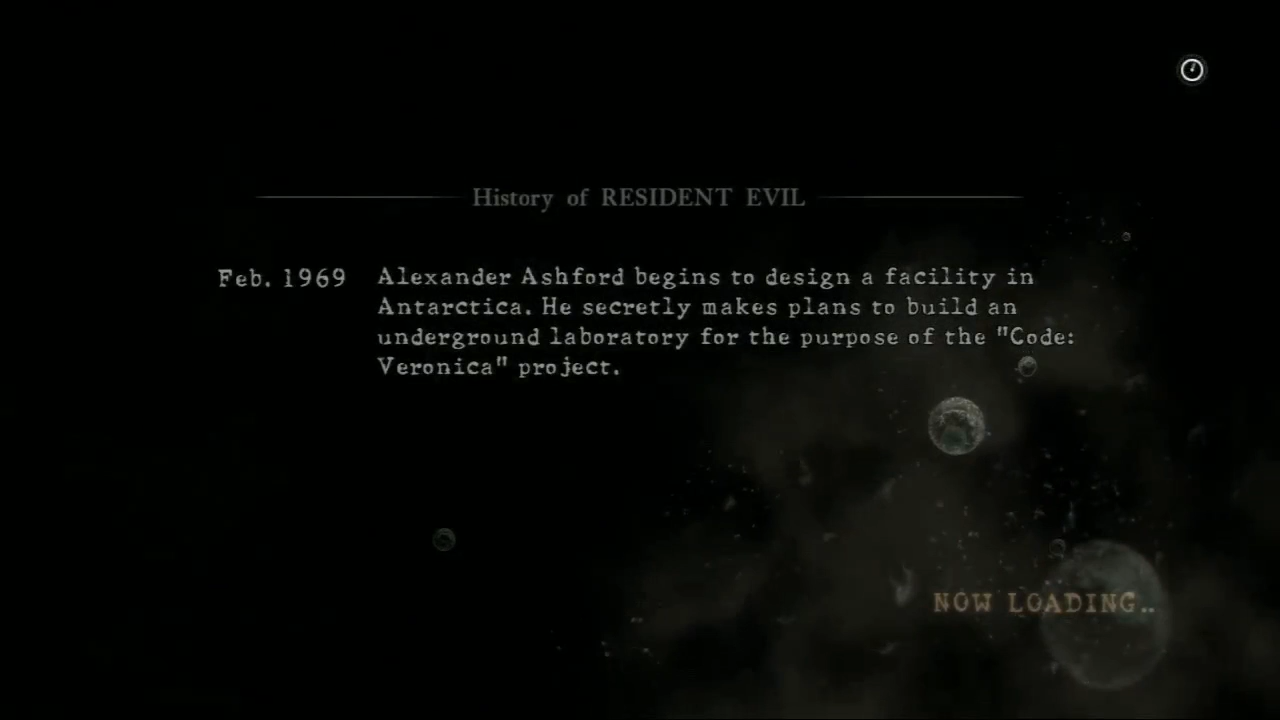 History of RESIDENT EVIL
Feb. 1969 Alexander Ashford begins to design a facility in
Antarctica. He secretly makes plans to build an
underground laboratory for the purpose of the "Code:
Veronica" project.
NOW LOADING..